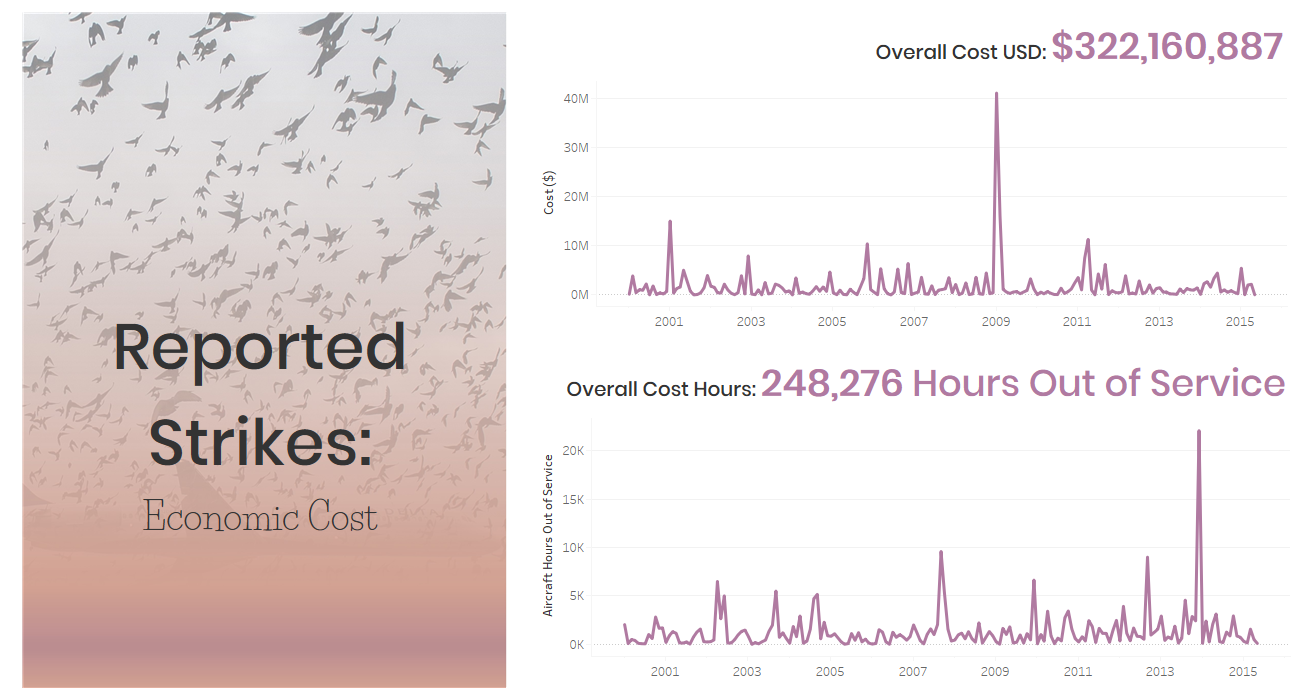 Reported
Strikes:
Economic Cost
Overall Cost USD: $322,160,887
Cost ($)
40M
30M
20M
10M
0M
2001 2003 2005 2007 2009 2011 2013 2015
Overall Cost Hours: 248,276 Hours Out of Service
Aircraft Hours Out of Service
20K
15K
10K
5K
0K
2001 2003 2005 2007 2009 2011 2013 2015